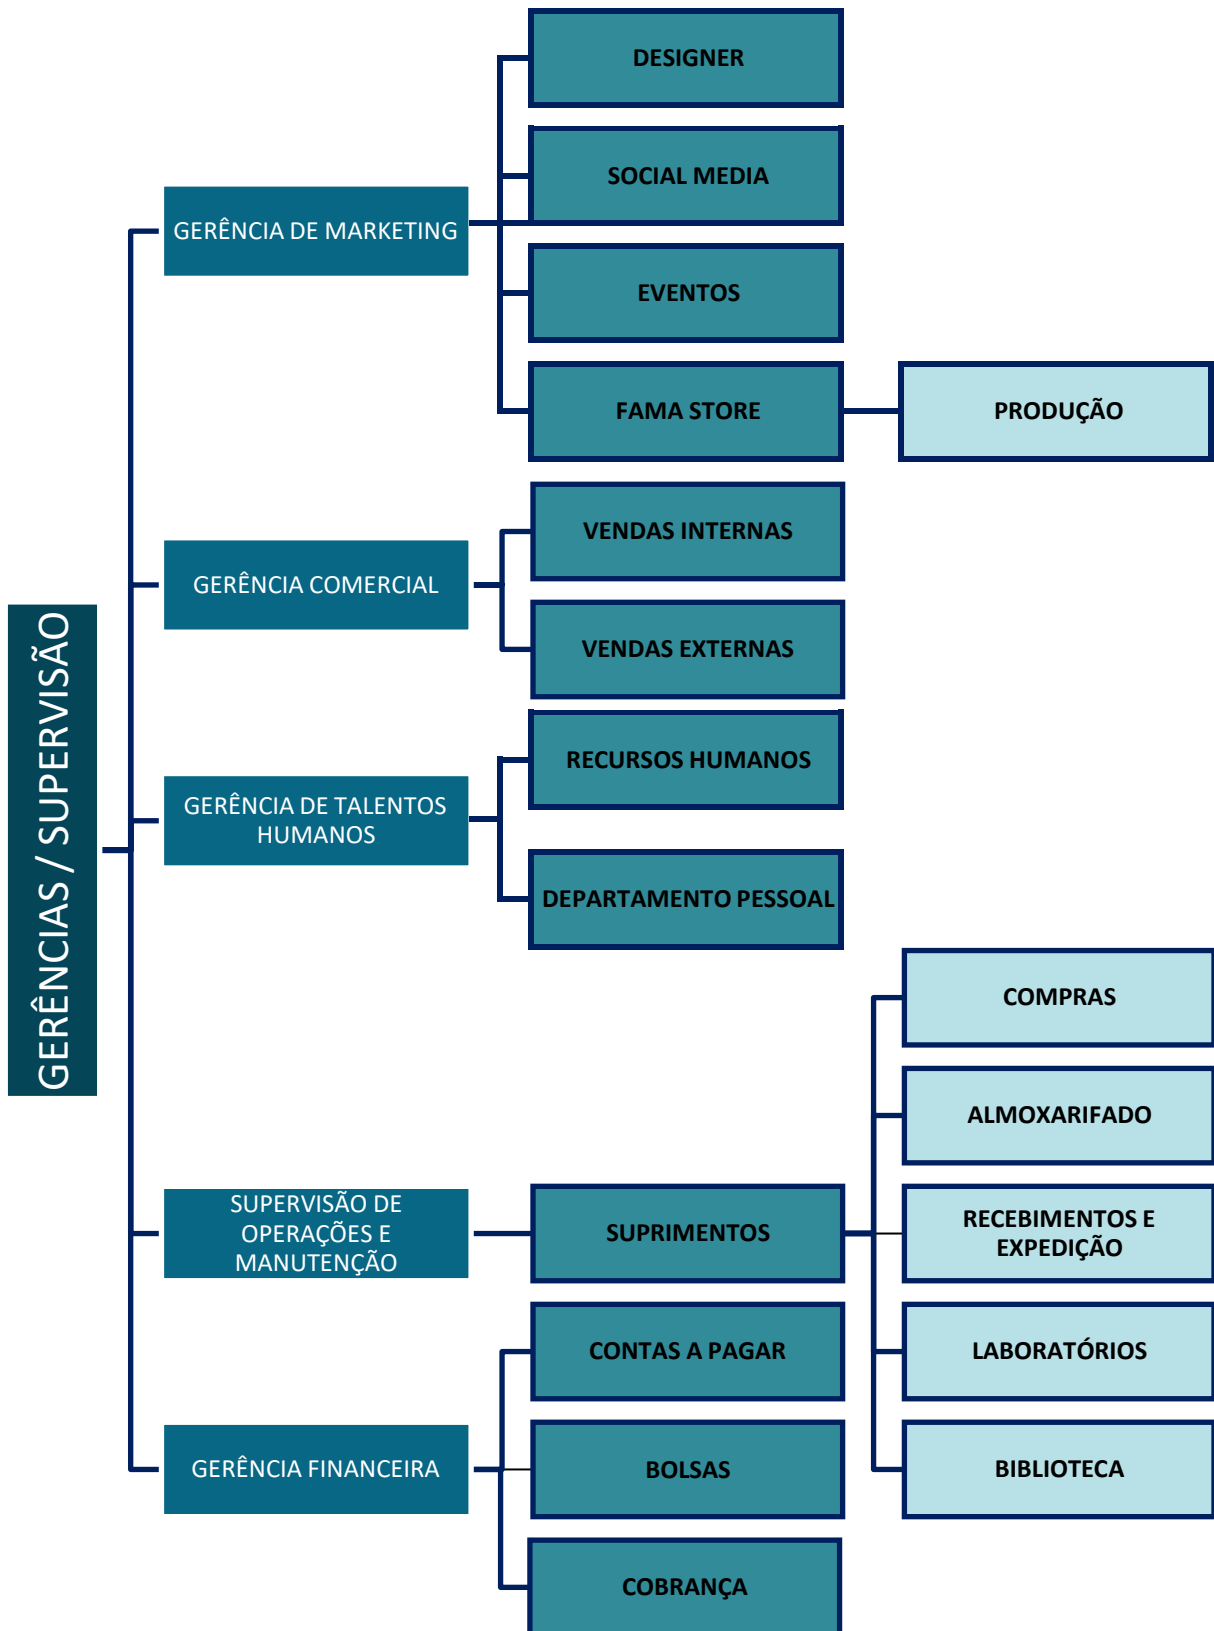 GERÊNCIAS / SUPERVISÃO
GERÊNCIA DE MARKETING
DESIGNER
SOCIAL MEDIA
EVENTOS
FAMA STORE
PRODUÇÃO
GERÊNCIA COMERCIAL
VENDAS INTERNAS
VENDAS EXTERNAS
GERÊNCIA DE TALENTOS
HUMANOS
RECURSOS HUMANOS
DEPARTAMENTO PESSOAL
SUPERVISÃO DE
OPERAÇÕES E
MANUTENÇÃO
SUPRIMENTOS
COMPRAS
ALMOXARIFADO
RECEBIMENTOS E
EXPEDIÇÃO
LABORATÓRIOS
BIBLIOTECA
GERÊNCIA FINANCEIRA
CONTAS A PAGAR
BOLSAS
COBRANÇA